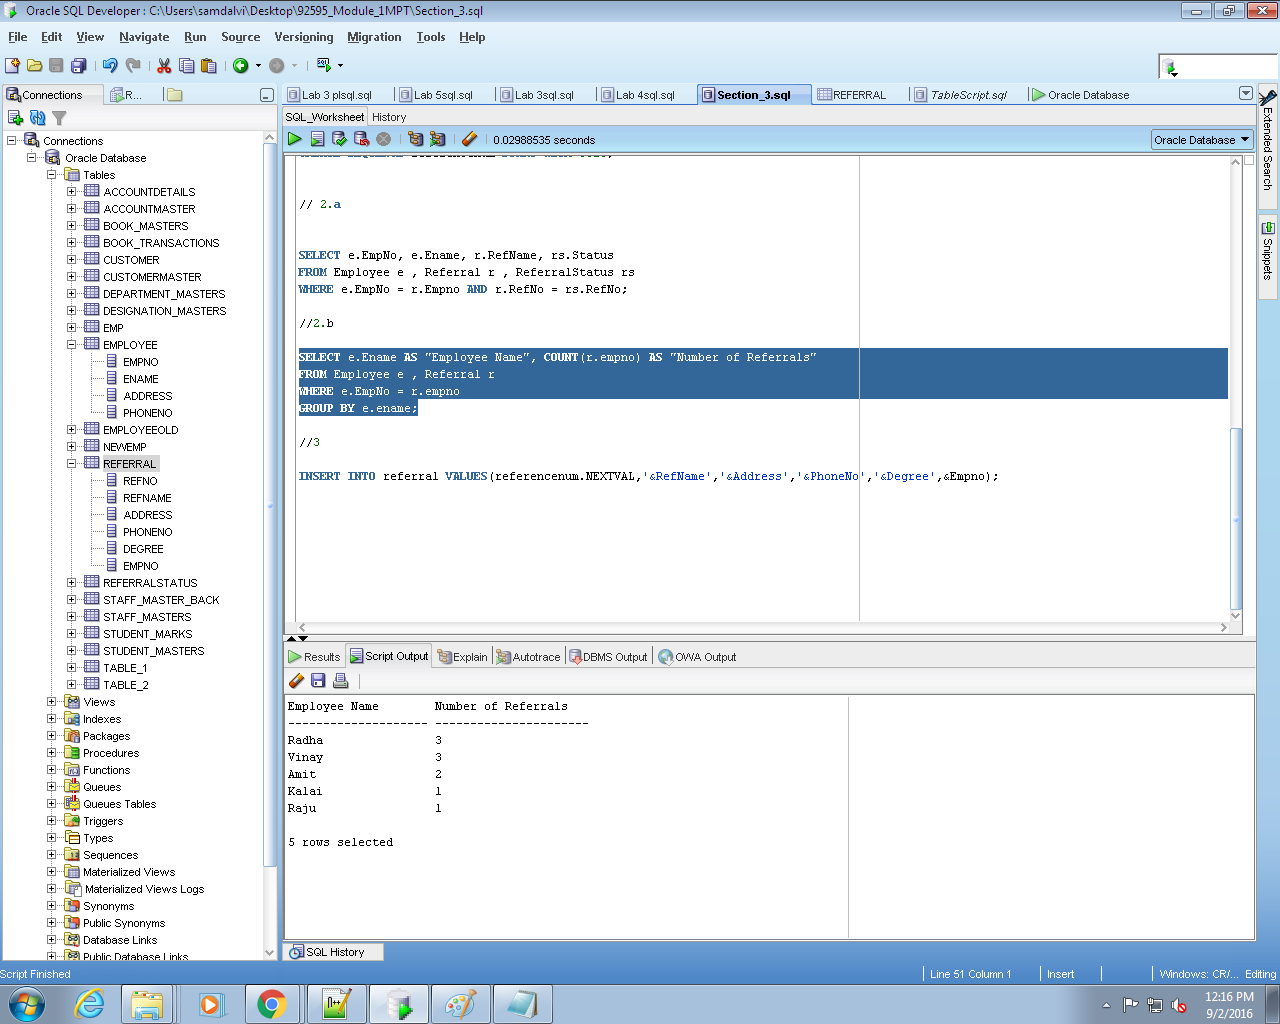 Oracle SQL Developer : C:\Users\samdalvi\Desktop\92595_Module_1MPT\Section_3.sql
File Edit View Navigate Run Source Versioning Migration Tools Help
Connections R...
Lab 3 plsql.sql Lab 5sql.sql Lab 3sql.sql Lab 4sql.sql Section_3.sql REFERRAL TableScript.sql Oracle Database
SQL_Worksheet History
0.02988535 seconds
Oracle Database
Connections
Oracle Database
Tables
ACCOUNTDETAILS
ACCOUNTMASTER
BOOK_MASTERS
BOOK_TRANSACTIONS
CUSTOMER
CUSTOMERMASTER
DEPARTMENT_MASTERS
DESIGNATION_MASTERS
EMP
EMPLOYEE
EMPNO
ENAME
ADDRESS
PHONENO
EMPLOYEEOLD
NEWEMP
REFERRAL
REFNO
REFNAME
ADDRESS
PHONENO
DEGREE
EMPNO
REFERRALSTATUS
STAFF_MASTER_BACK
STAFF_MASTERS
STUDENT_MARKS
STUDENT_MASTERS
TABLE_1
TABLE_2
Views
Indexes
Packages
Procedures
Functions
Queues
Queues Tables
Triggers
Types
Sequences
Materialized Views
Materialized Views Logs
Synonyms
Public Synonyms
Database Links
Public Database Links
// 2.a
SELECT e.EmpNo, e.Ename, r.RefName, rs.Status
FROM Employee e , Referral r , ReferralStatus rs
WHERE e.EmpNo = r.Empno AND r.RefNo = rs.RefNo;
//2.b
SELECT e.Ename AS "Employee Name", COUNT(r.empno) AS "Number of Referrals"
FROM Employee e , Referral r
WHERE e.EmpNo = r.empno
GROUP BY e.ename;
//3
INSERT INTO referral VALUES(referencenum.NEXTVAL,'&RefName','&Address','&PhoneNo','&Degree',&Empno);
Extended Search
Snippets
Results Script Output Explain Autotrace DBMS Output OWA Output
Employee Name Number of Referrals
-------------------- ----------------------
Radha 3
Vinay 3
Amit 2
Kalai 1
Raju 1
5 rows selected
SQL History
Script Finished
Line 51 Column 1 Insert Windows: CR/... Editing
12:16 PM
9/2/2016